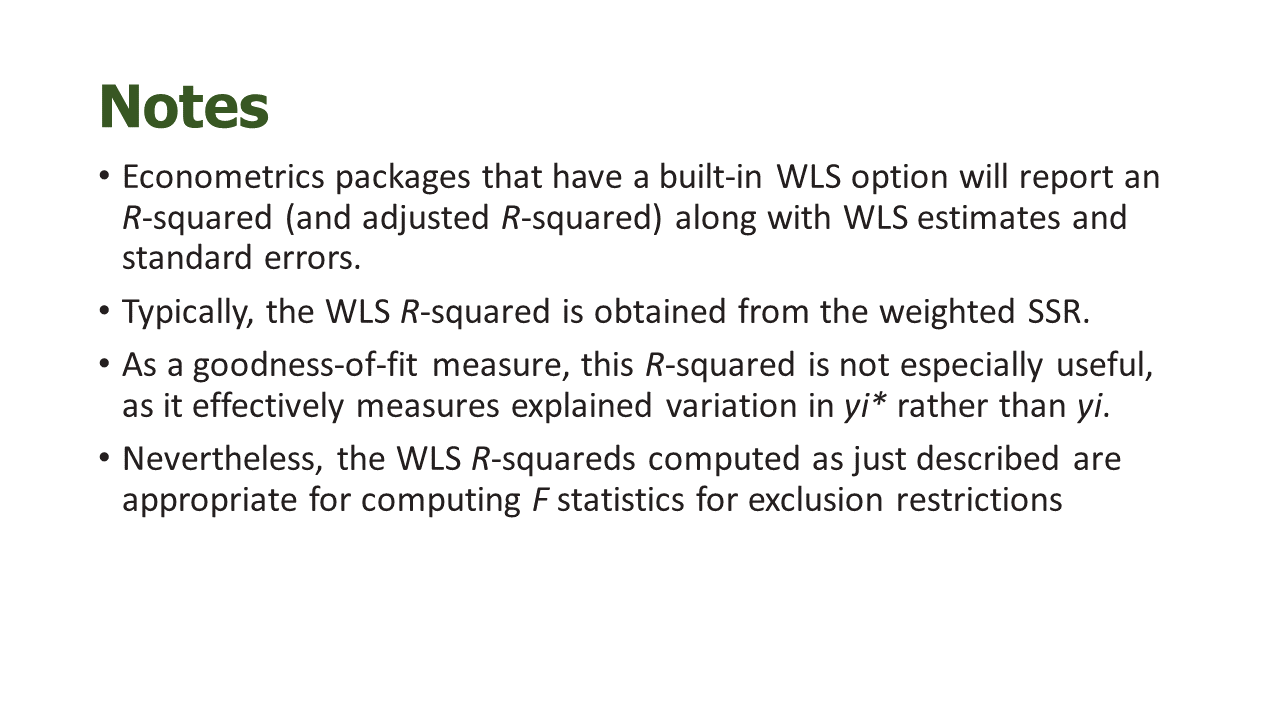 Notes
• Econometrics packages that have a built-in WLS option will report an
R-squared (and adjusted R-squared) along with WLS estimates and
standard errors.
• Typically, the WLS R-squared is obtained from the weighted SSR.
• As a goodness-of-fit measure, this R-squared is not especially useful,
as it effectively measures explained variation in yi* rather than yi.
• Nevertheless, the WLS R-squareds computed as just described are
appropriate for computing F statistics for exclusion restrictions